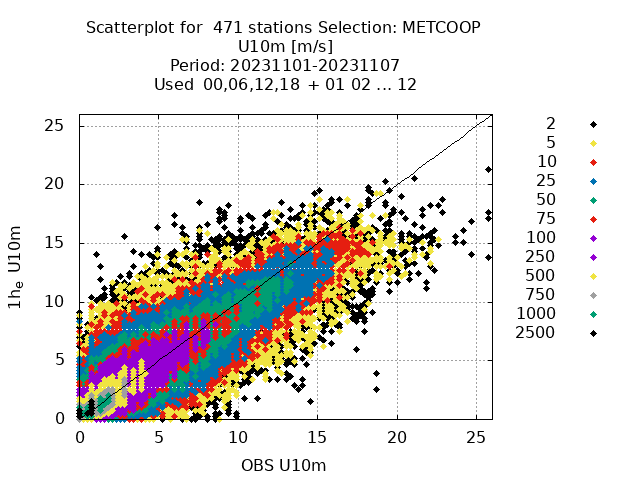 Scatterplot for 471 stations Selection: METCOOP
U10m [m/s]
Period: 20231101-20231107
Used 00,06,12,18 + 01 02 ... 12
25
20
15
10
5
0
1hₑ U10m
0 5 10 15 20 25
OBS U10m
2
5
10
25
50
75
100
250
500
750
1000
2500